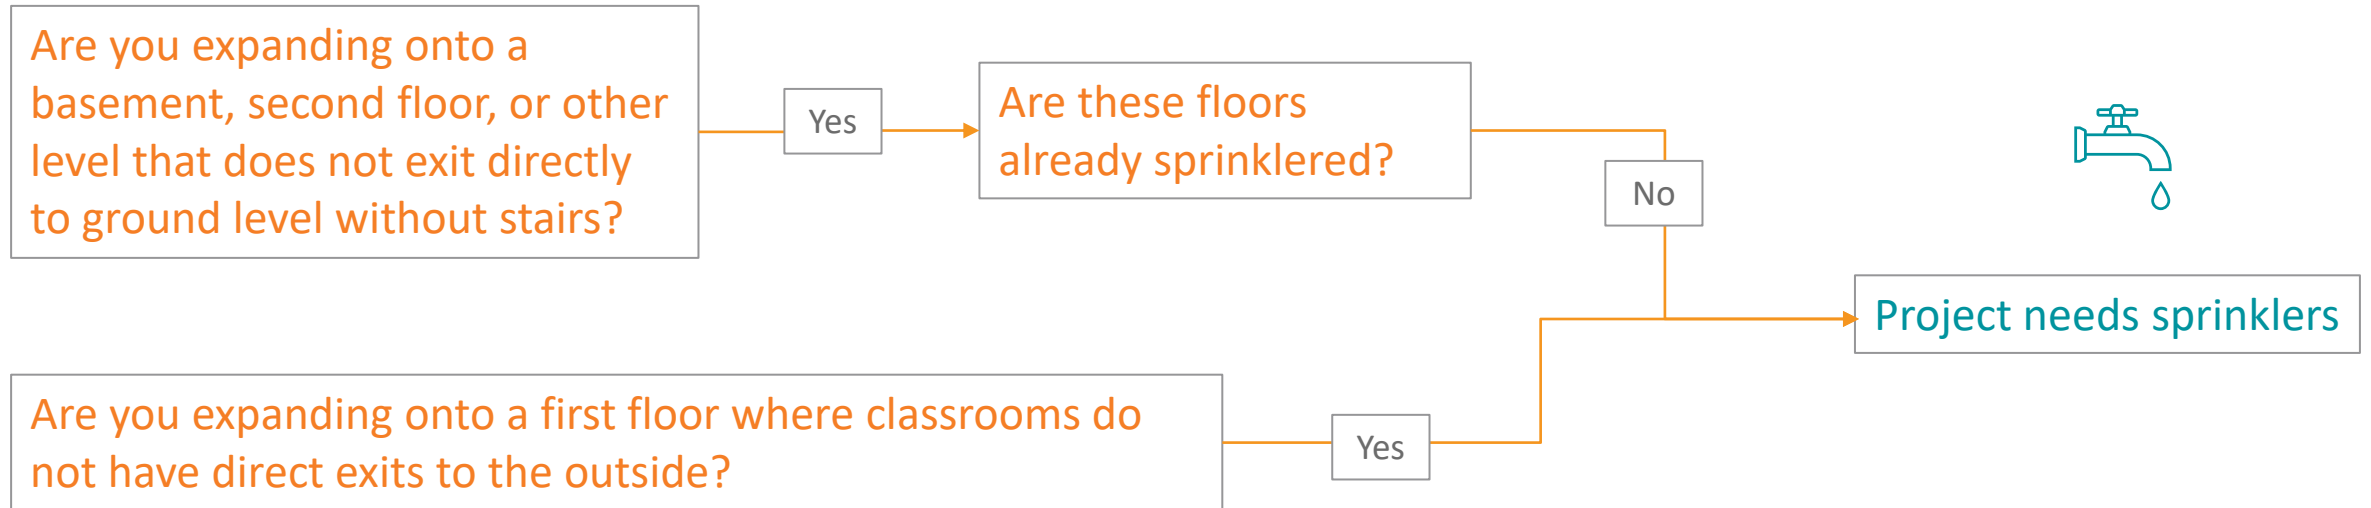 Are you expanding onto a
basement, second floor, or other
level that does not exit directly
to ground level without stairs?
Yes
Are these floors
already sprinklered?
No
Project needs sprinklers
Are you expanding onto a first floor where classrooms do
not have direct exits to the outside?
Yes